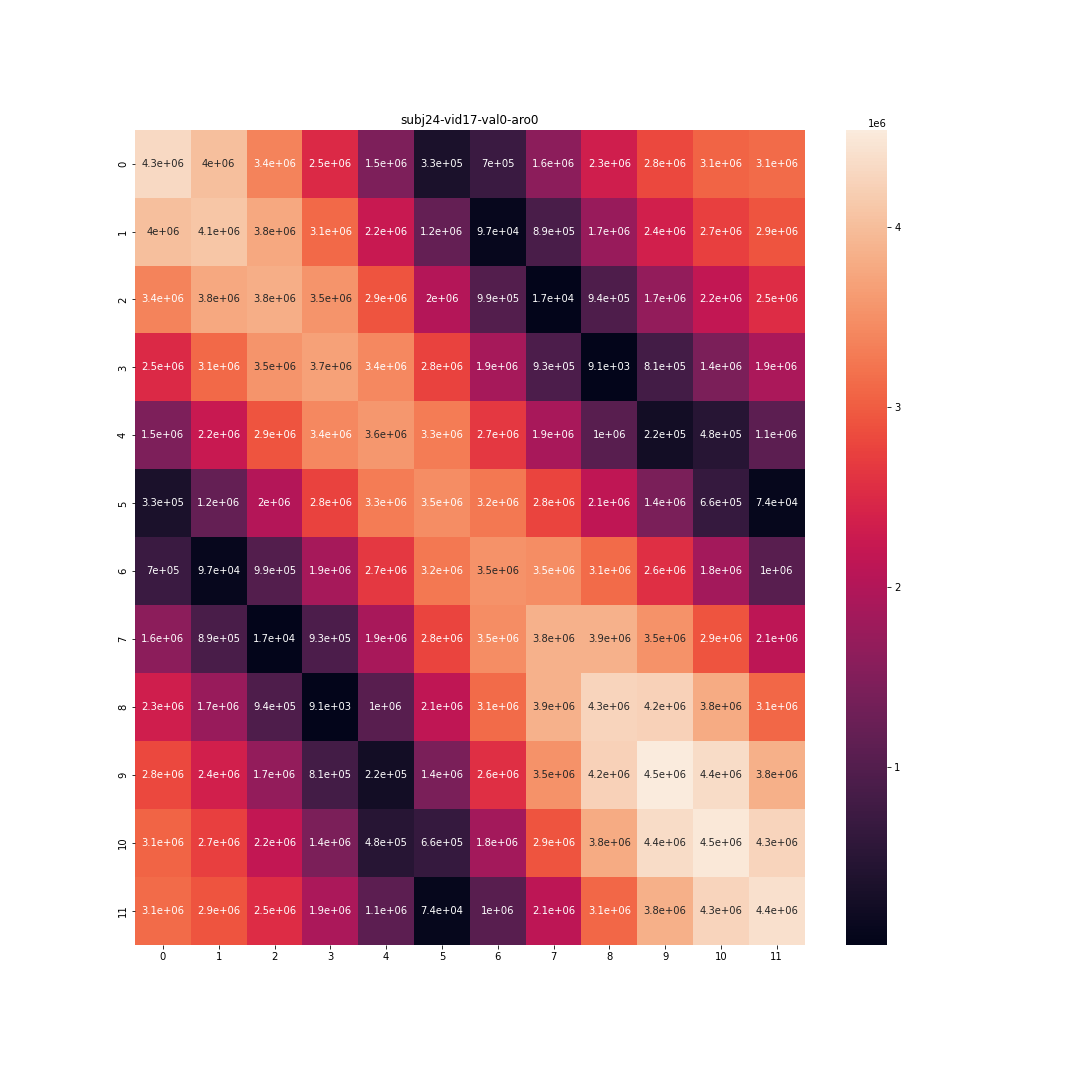 subj24-vid17-val0-aro0
1e6
0 4.3e+06 4e+06 3.4e+06 2.5e+06 1.5e+06 3.3e+05 7e+05 1.6e+06 2.3e+06 2.8e+06 3.1e+06 3.1e+06
1 4e+06 4.1e+06 3.8e+06 3.1e+06 2.2e+06 1.2e+06 9.7e+04 8.9e+05 1.7e+06 2.4e+06 2.7e+06 2.9e+06
4
2 3.4e+06 3.8e+06 3.8e+06 3.5e+06 2.9e+06 2e+06 9.9e+05 1.7e+04 9.4e+05 1.7e+06 2.2e+06 2.5e+06
3 2.5e+06 3.1e+06 3.5e+06 3.7e+06 3.4e+06 2.8e+06 1.9e+06 9.3e+05 9.1e+03 8.1e+05 1.4e+06 1.9e+06
3
4 1.5e+06 2.2e+06 2.9e+06 3.4e+06 3.6e+06 3.3e+06 2.7e+06 1.9e+06 1e+06 2.2e+05 4.8e+05 1.1e+06
5 3.3e+05 1.2e+06 2e+06 2.8e+06 3.3e+06 3.5e+06 3.2e+06 2.8e+06 2.1e+06 1.4e+06 6.6e+05 7.4e+04
6 7e+05 9.7e+04 9.9e+05 1.9e+06 2.7e+06 3.2e+06 3.5e+06 3.5e+06 3.1e+06 2.6e+06 1.8e+06 1e+06
2
7 1.6e+06 8.9e+05 1.7e+04 9.3e+05 1.9e+06 2.8e+06 3.5e+06 3.8e+06 3.9e+06 3.5e+06 2.9e+06 2.1e+06
8 2.3e+06 1.7e+06 9.4e+05 9.1e+03 1e+06 2.1e+06 3.1e+06 3.9e+06 4.3e+06 4.2e+06 3.8e+06 3.1e+06
1
9 2.8e+06 2.4e+06 1.7e+06 8.1e+05 2.2e+05 1.4e+06 2.6e+06 3.5e+06 4.2e+06 4.5e+06 4.4e+06 3.8e+06
10 3.1e+06 2.7e+06 2.2e+06 1.4e+06 4.8e+05 6.6e+05 1.8e+06 2.9e+06 3.8e+06 4.4e+06 4.5e+06 4.3e+06
11 3.1e+06 2.9e+06 2.5e+06 1.9e+06 1.1e+06 7.4e+04 1e+06 2.1e+06 3.1e+06 3.8e+06 4.3e+06 4.4e+06
0 1 2 3 4 5 6 7 8 9 10 11